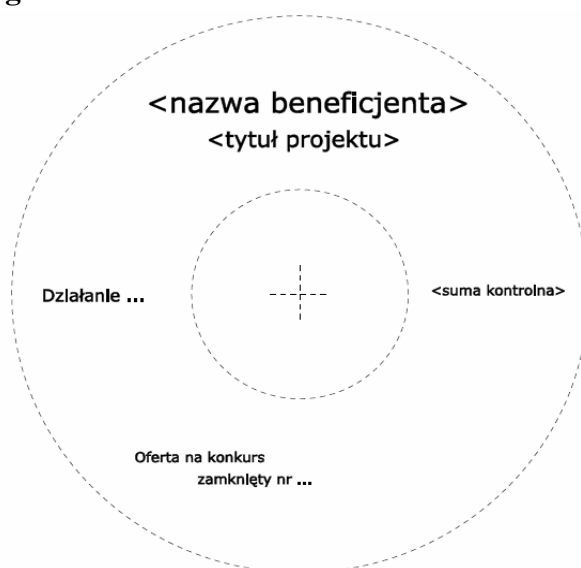 g
<nazwa beneficjenta>
<tytuł projektu>
Działanie ...
<suma kontrolna>
Oferta na konkurs
zamknięty nr ...